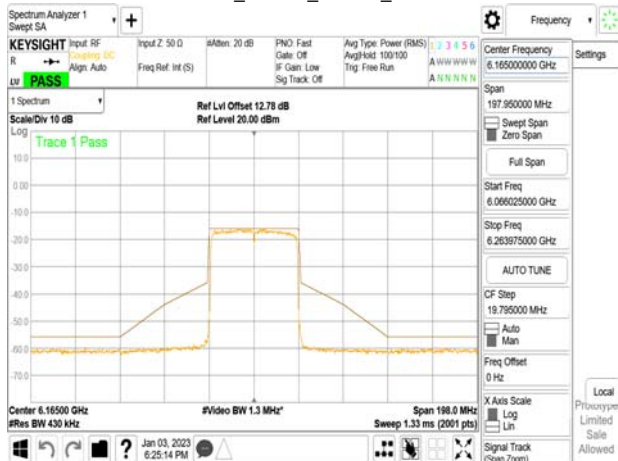 Spectrum Analyzer 1
Swept SA
+
Frequency
KEYSIGHT
Input: RF
Coupling: DC
Align: Auto
Input Z: 50 Ω
Freq Ref: Int (S)
#Atten: 20 dB
PNO: Fast
Gate: Off
IF Gain: Low
Sig Track: Off
Avg Type: Power (RMS)
Avg|Hold: 100/100
Trig: Free Run
1 2 3 4 5 6
A W W W W W
A N N N N N
R
LV PASS
1 Spectrum
Scale/Div 10 dB
Ref Lvl Offset 12.78 dB
Ref Level 20.00 dBm
Log
Trace 1 Pass
10.0
0.00
-10.0
-20.0
-30.0
-40.0
-50.0
-60.0
-70.0
Center 6.16500 GHz
#Res BW 430 kHz
#Video BW 1.3 MHz*
Span 198.0 MHz
Sweep 1.33 ms (2001 pts)
Center Frequency
6.165000000 GHz
Settings
Span
197.950000 MHz
Swept Span
Zero Span
Full Span
Start Freq
6.066025000 GHz
Stop Freq
6.263975000 GHz
AUTO TUNE
CF Step
19.795000 MHz
Auto
Man
Freq Offset
0 Hz
X Axis Scale
Log
Lin
Signal Track
(Span Zoom)
Local
Prototype
Limited
Sale
Allowed
?
Jan 03, 2023
6:25:14 PM